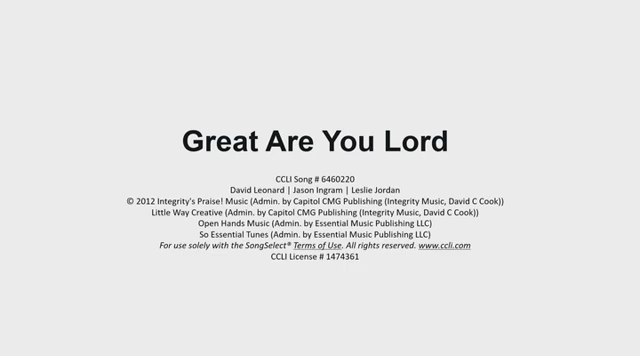 Great Are You Lord
CCLI Song # 6460220
David Leonard | Jason Ingram | Leslie Jordan
© 2012 Integrity's Praise! Music (Admin. by Capitol CMG Publishing (Integrity Music, David C Cook))
Little Way Creative (Admin. by Capitol CMG Publishing (Integrity Music, David C Cook))
Open Hands Music (Admin. by Essential Music Publishing LLC)
So Essential Tunes (Admin. by Essential Music Publishing LLC)
For use solely with the SongSelect® Terms of Use. All rights reserved. www.ccli.com
CCLI License # 1474361